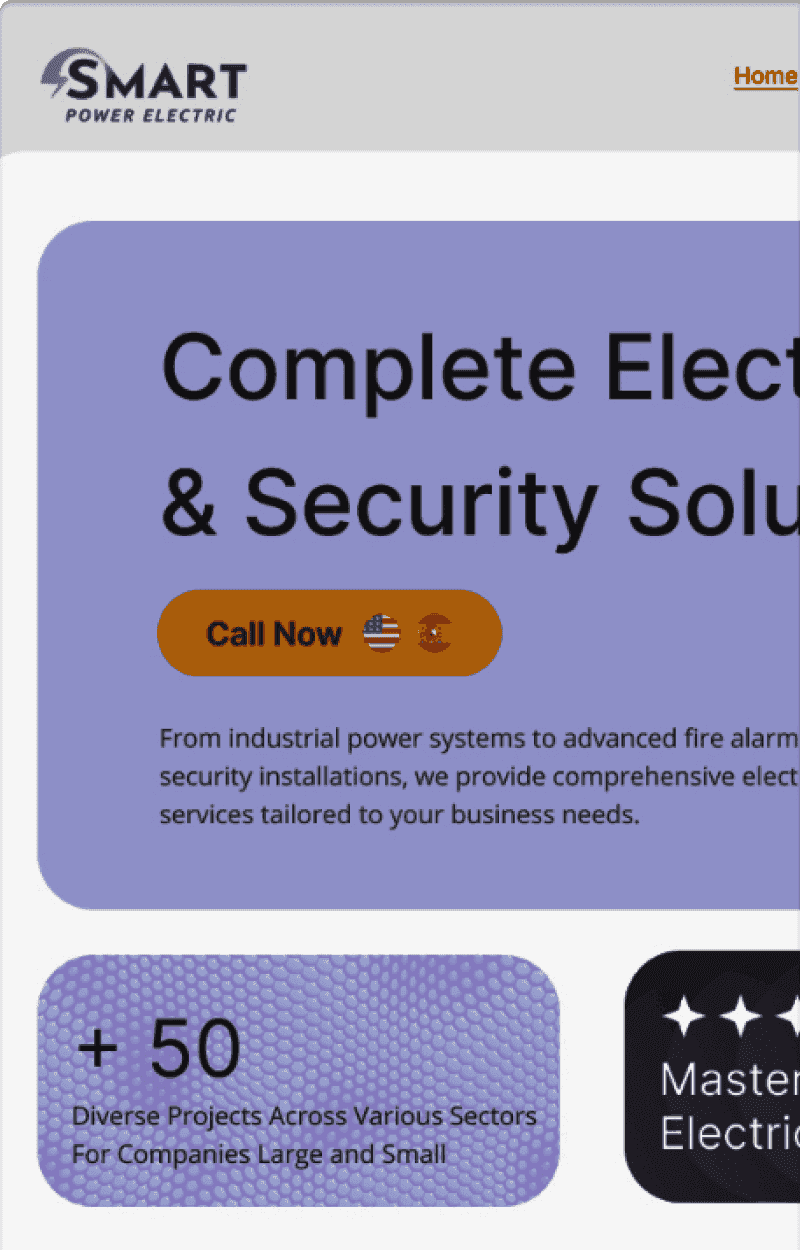 SMART
POWER ELECTRIC
Home
Complete Elect
& Security Solu
Call Now
From industrial power systems to advanced fire alarm
security installations, we provide comprehensive elect
services tailored to your business needs.
+ 50
Diverse Projects Across Various Sectors
For Companies Large and Small
Master
Electric